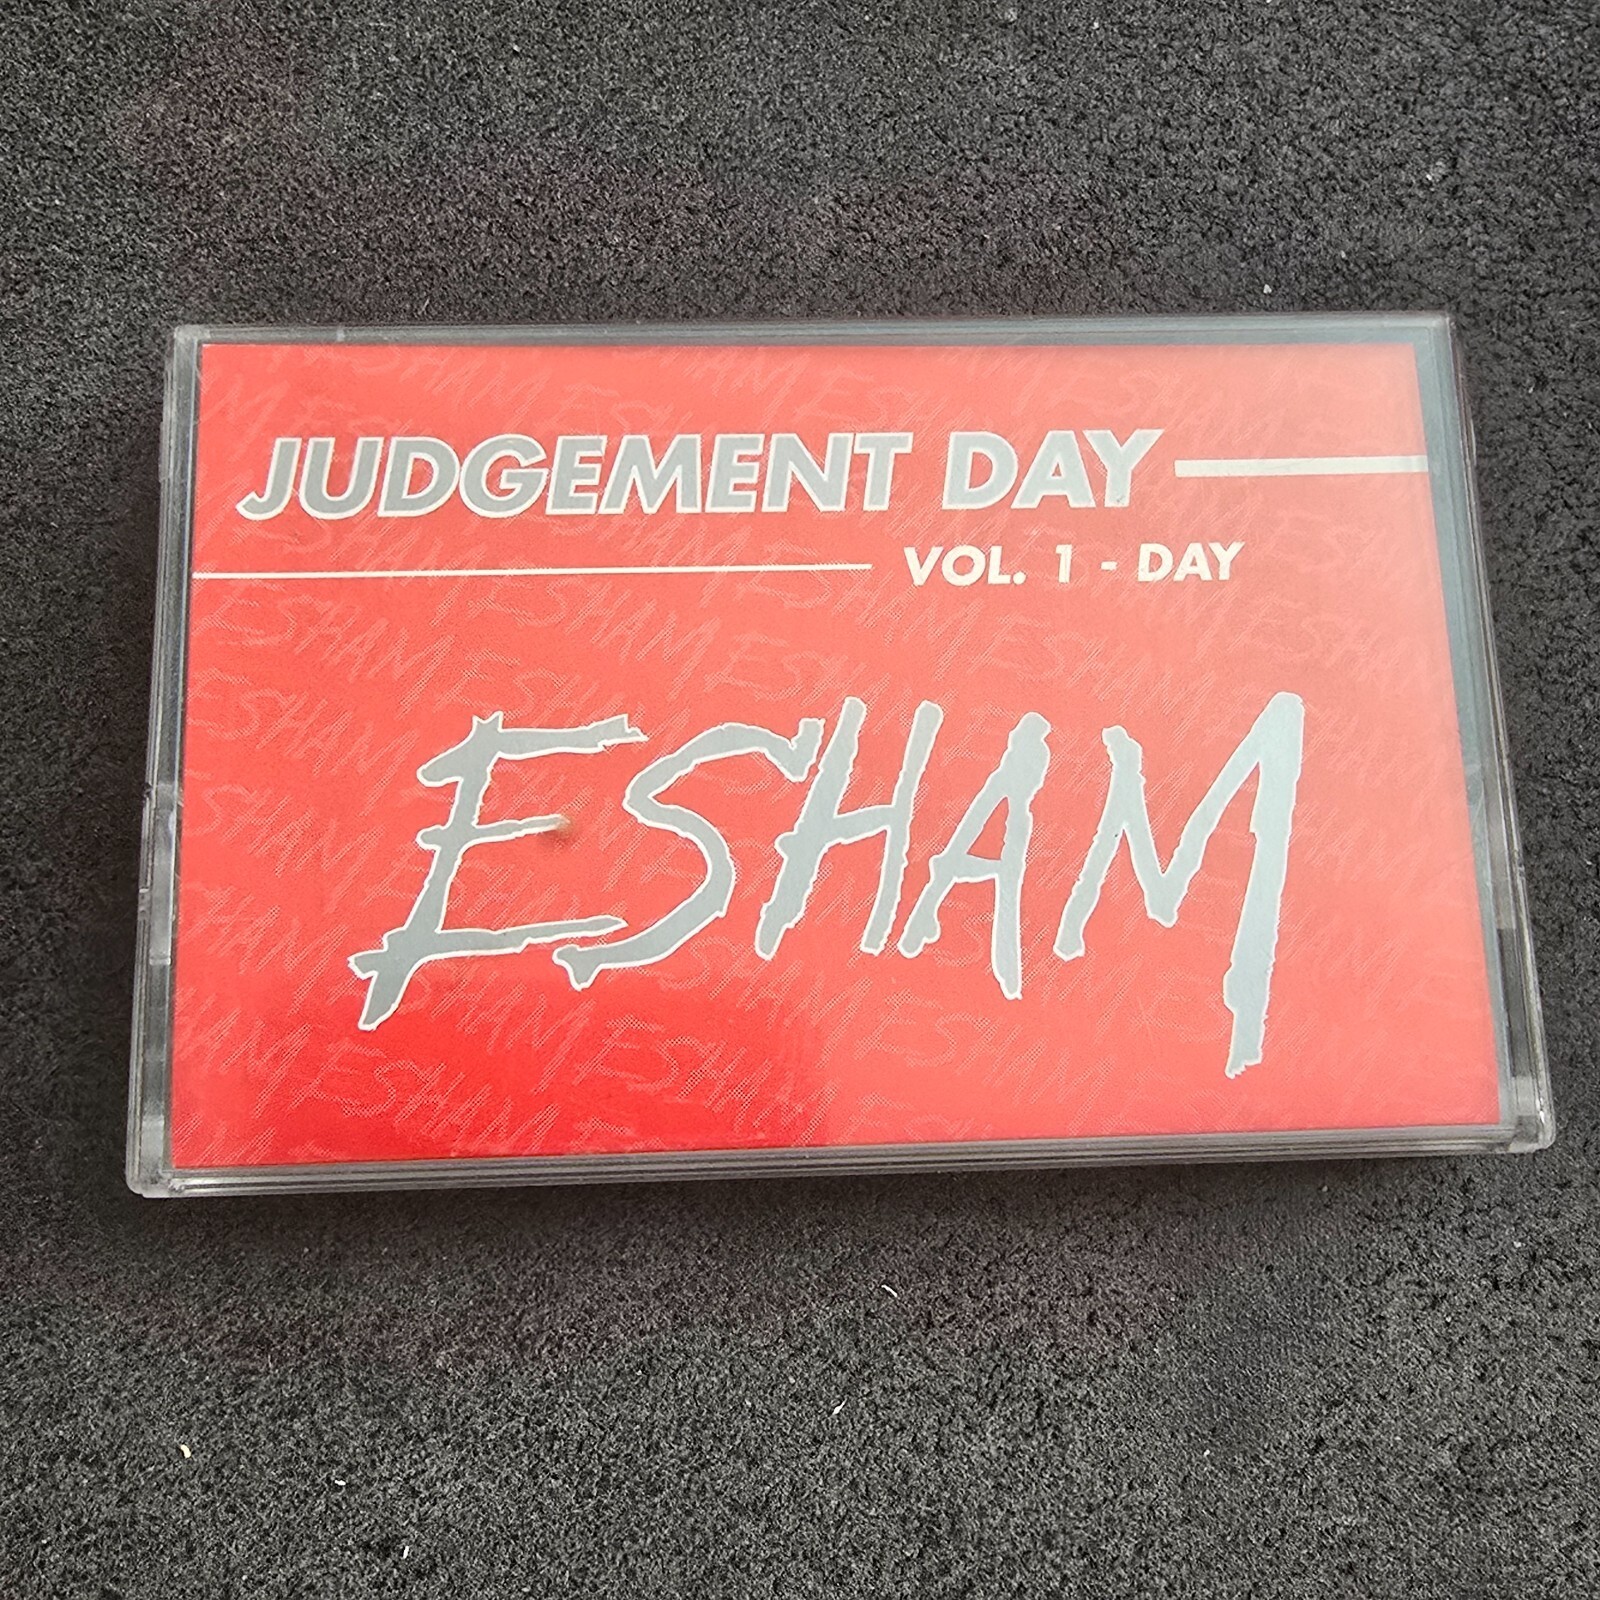 JUDGEMENT DAY
VOL. 1 - DAY
ESHAM